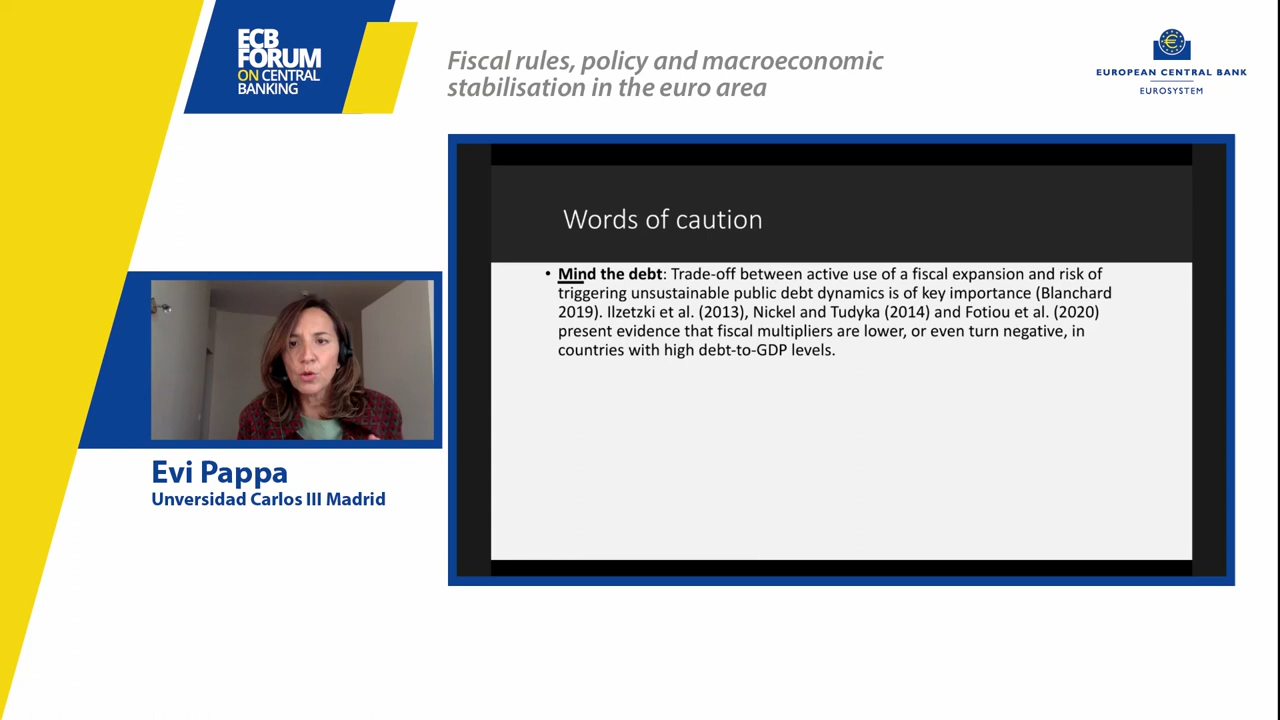 ECB
FORUM
ON CENTRAL
BANKING
Fiscal rules, policy and macroeconomic
stabilisation in the euro area
€
EUROPEAN CENTRAL BANK
EUROSYSTEM
Words of caution
• Mind the debt: Trade-off between active use of a fiscal expansion and risk of
triggering unsustainable public debt dynamics is of key importance (Blanchard
2019). Ilzetzki et al. (2013), Nickel and Tudyka (2014) and Fotiou et al. (2020)
present evidence that fiscal multipliers are lower, or even turn negative, in
countries with high debt-to-GDP levels.
Evi Pappa
Unversidad Carlos III Madrid